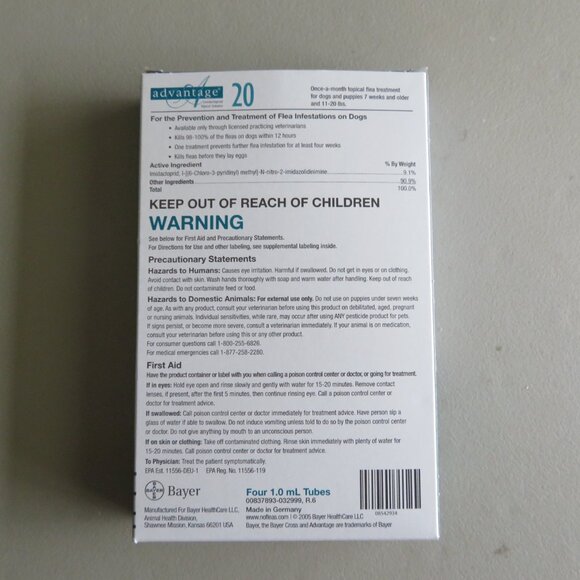 advantage® 20
Once-a-month topical flea treatment
for dogs and puppies 7 weeks and older
and 11-20 lbs.
For the Prevention and Treatment of Flea Infestations on Dogs
• Available only through licensed practicing veterinarians
• Kills 98-100% of the fleas on dogs within 12 hours
• One treatment prevents further flea infestation for at least four weeks
• Kills fleas before they lay eggs
Active Ingredient % By Weight
Imidacloprid, I-[(6-Chloro-3-pyridinyl) methyl]-N-nitro-2-imidazolidinimine 9.1%
Other Ingredients 90.9%
Total 100.0%
KEEP OUT OF REACH OF CHILDREN
WARNING
See below for First Aid and Precautionary Statements.
For Directions for Use and other labeling, see supplemental labeling inside.
Precautionary Statements
Hazards to Humans: Causes eye irritation. Harmful if swallowed. Do not get in eyes or on clothing.
Avoid contact with skin. Wash hands thoroughly with soap and warm water after handling. Keep out of reach
of children. Do not contaminate feed or food.
Hazards to Domestic Animals: For external use only. Do not use on puppies under seven weeks
of age. As with any product, consult your veterinarian before using this product on debilitated, aged, pregnant
or nursing animals. Individual sensitivities, while rare, may occur after using ANY pesticide product for pets.
If signs persist, or become more severe, consult a veterinarian immediately. If your animal is on medication,
consult your veterinarian before using this or any other product.
For consumer questions call 1-800-255-6826.
For medical emergencies call 1-877-258-2280.
First Aid
Have the product container or label with you when calling a poison control center or doctor, or going for treatment.
If in eyes: Hold eye open and rinse slowly and gently with water for 15-20 minutes. Remove contact
lenses, if present, after the first 5 minutes, then continue rinsing eye. Call a poison control center or
doctor for treatment advice.
If swallowed: Call poison control center or doctor immediately for treatment advice. Have person sip a
glass of water if able to swallow. Do not induce vomiting unless told to do so by the poison control center
or doctor. Do not give anything by mouth to an unconscious person.
If on skin or clothing: Take off contaminated clothing. Rinse skin immediately with plenty of water for
15-20 minutes. Call poison control center or doctor for treatment advice.
To Physician: Treat the patient symptomatically.
EPA Est. 11556-DEU-1 EPA Reg. No. 11556-119
BAYER
Bayer
Manufactured For Bayer HealthCare LLC,
Animal Health Division,
Shawnee Mission, Kansas 66201 USA
Four 1.0 mL Tubes
00837893-032999, R.6
Made in Germany
www.nofleas.com | © 2005 Bayer HealthCare LLC
Bayer, the Bayer Cross and Advantage are trademarks of Bayer
08542934